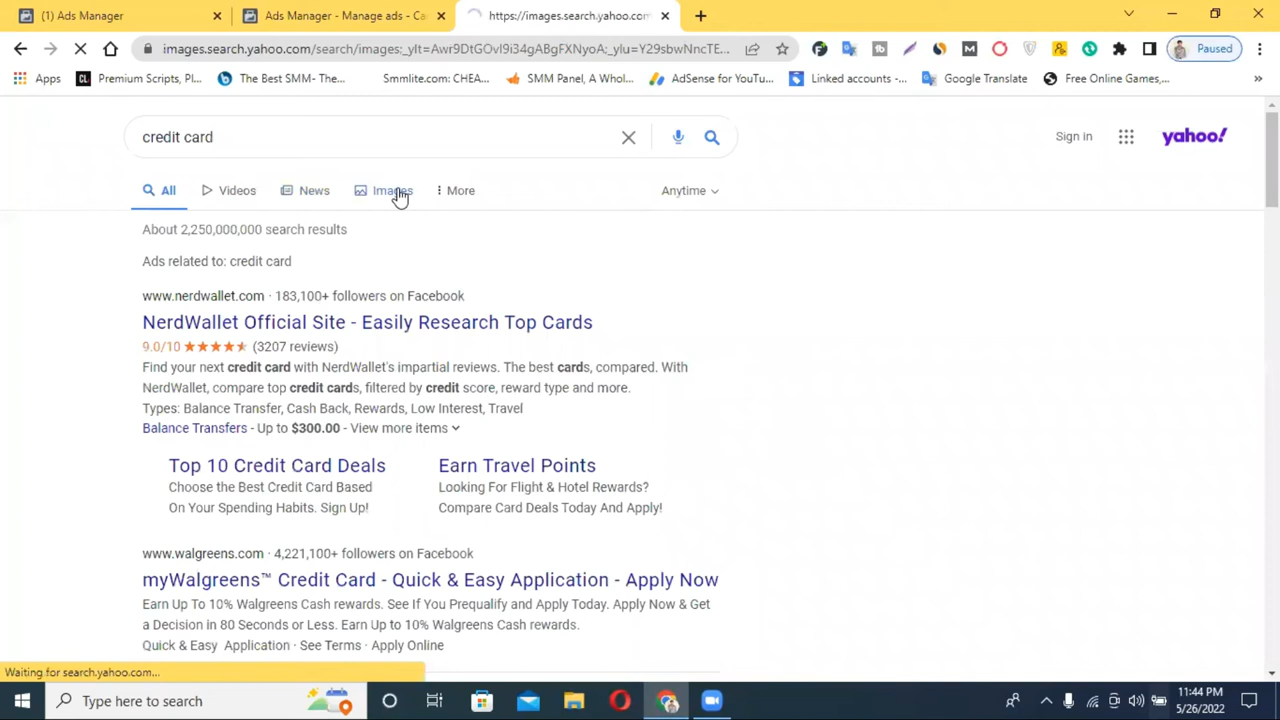 (1) Ads Manager
Ads Manager - Manage ads - Ca
https://images.search.yahoo.com
images.search.yahoo.com/search/images;_ylt=Awr9DtGOvI9i34gABgFXNyoA;_ylu=Y29sbwNncTE...
Paused
Apps
Premium Scripts, Pl...
The Best SMM- The...
Smmlite.com: CHEA...
SMM Panel, A Whol...
AdSense for YouTu...
Linked accounts -...
Google Translate
Free Online Games,...
credit card
Sign in
yahoo!
All
Videos
News
Images
More
Anytime
About 2,250,000,000 search results
Ads related to: credit card
www.nerdwallet.com · 183,100+ followers on Facebook
NerdWallet Official Site - Easily Research Top Cards
9.0/10 ★★★★★ (3207 reviews)
Find your next credit card with NerdWallet's impartial reviews. The best cards, compared. With
NerdWallet, compare top credit cards, filtered by credit score, reward type and more.
Types: Balance Transfer, Cash Back, Rewards, Low Interest, Travel
Balance Transfers - Up to $300.00 - View more items
Top 10 Credit Card Deals
Choose the Best Credit Card Based
On Your Spending Habits. Sign Up!
Earn Travel Points
Looking For Flight & Hotel Rewards?
Compare Card Deals Today And Apply!
www.walgreens.com · 4,221,100+ followers on Facebook
myWalgreens™ Credit Card - Quick & Easy Application - Apply Now
Earn Up To 10% Walgreens Cash rewards. See If You Prequalify and Apply Today. Apply Now & Get
a Decision in 80 Seconds or Less. Earn Up to 10% Walgreens Cash rewards.
Quick & Easy Application · See Terms · Apply Online
Waiting for search.yahoo.com...
Type here to search
11:44 PM
5/26/2022